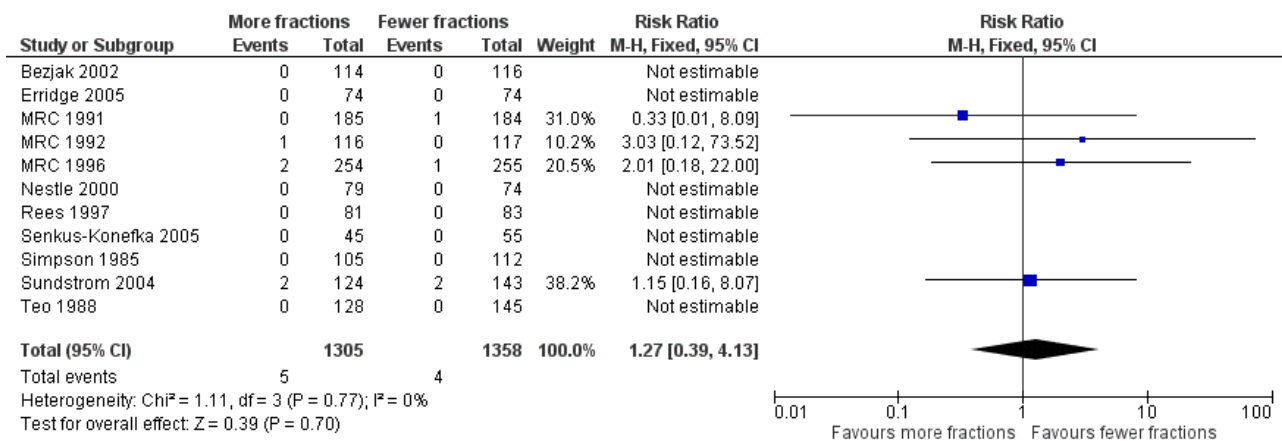 More fractions Fewer fractions Risk Ratio Risk Ratio
Study or Subgroup Events Total Events Total Weight M-H, Fixed, 95% CI M-H, Fixed, 95% CI
Bezjak 2002 0 114 0 116 Not estimable
Erridge 2005 0 74 0 74 Not estimable
MRC 1991 0 185 1 184 31.0% 0.33 [0.01, 8.09]
MRC 1992 1 116 0 117 10.2% 3.03 [0.12, 73.52]
MRC 1996 2 254 1 255 20.5% 2.01 [0.18, 22.00]
Nestle 2000 0 79 0 74 Not estimable
Rees 1997 0 81 0 83 Not estimable
Senkus-Konefka 2005 0 45 0 55 Not estimable
Simpson 1985 0 105 0 112 Not estimable
Sundstrom 2004 2 124 2 143 38.2% 1.15 [0.16, 8.07]
Teo 1988 0 128 0 145 Not estimable
Total (95% CI) 1305 1358 100.0% 1.27 [0.39, 4.13]
Total events 5 4
Heterogeneity: Chi² = 1.11, df = 3 (P = 0.77); I² = 0%
Test for overall effect: Z = 0.39 (P = 0.70)
0.01 0.1 1 10 100
Favours more fractions Favours fewer fractions